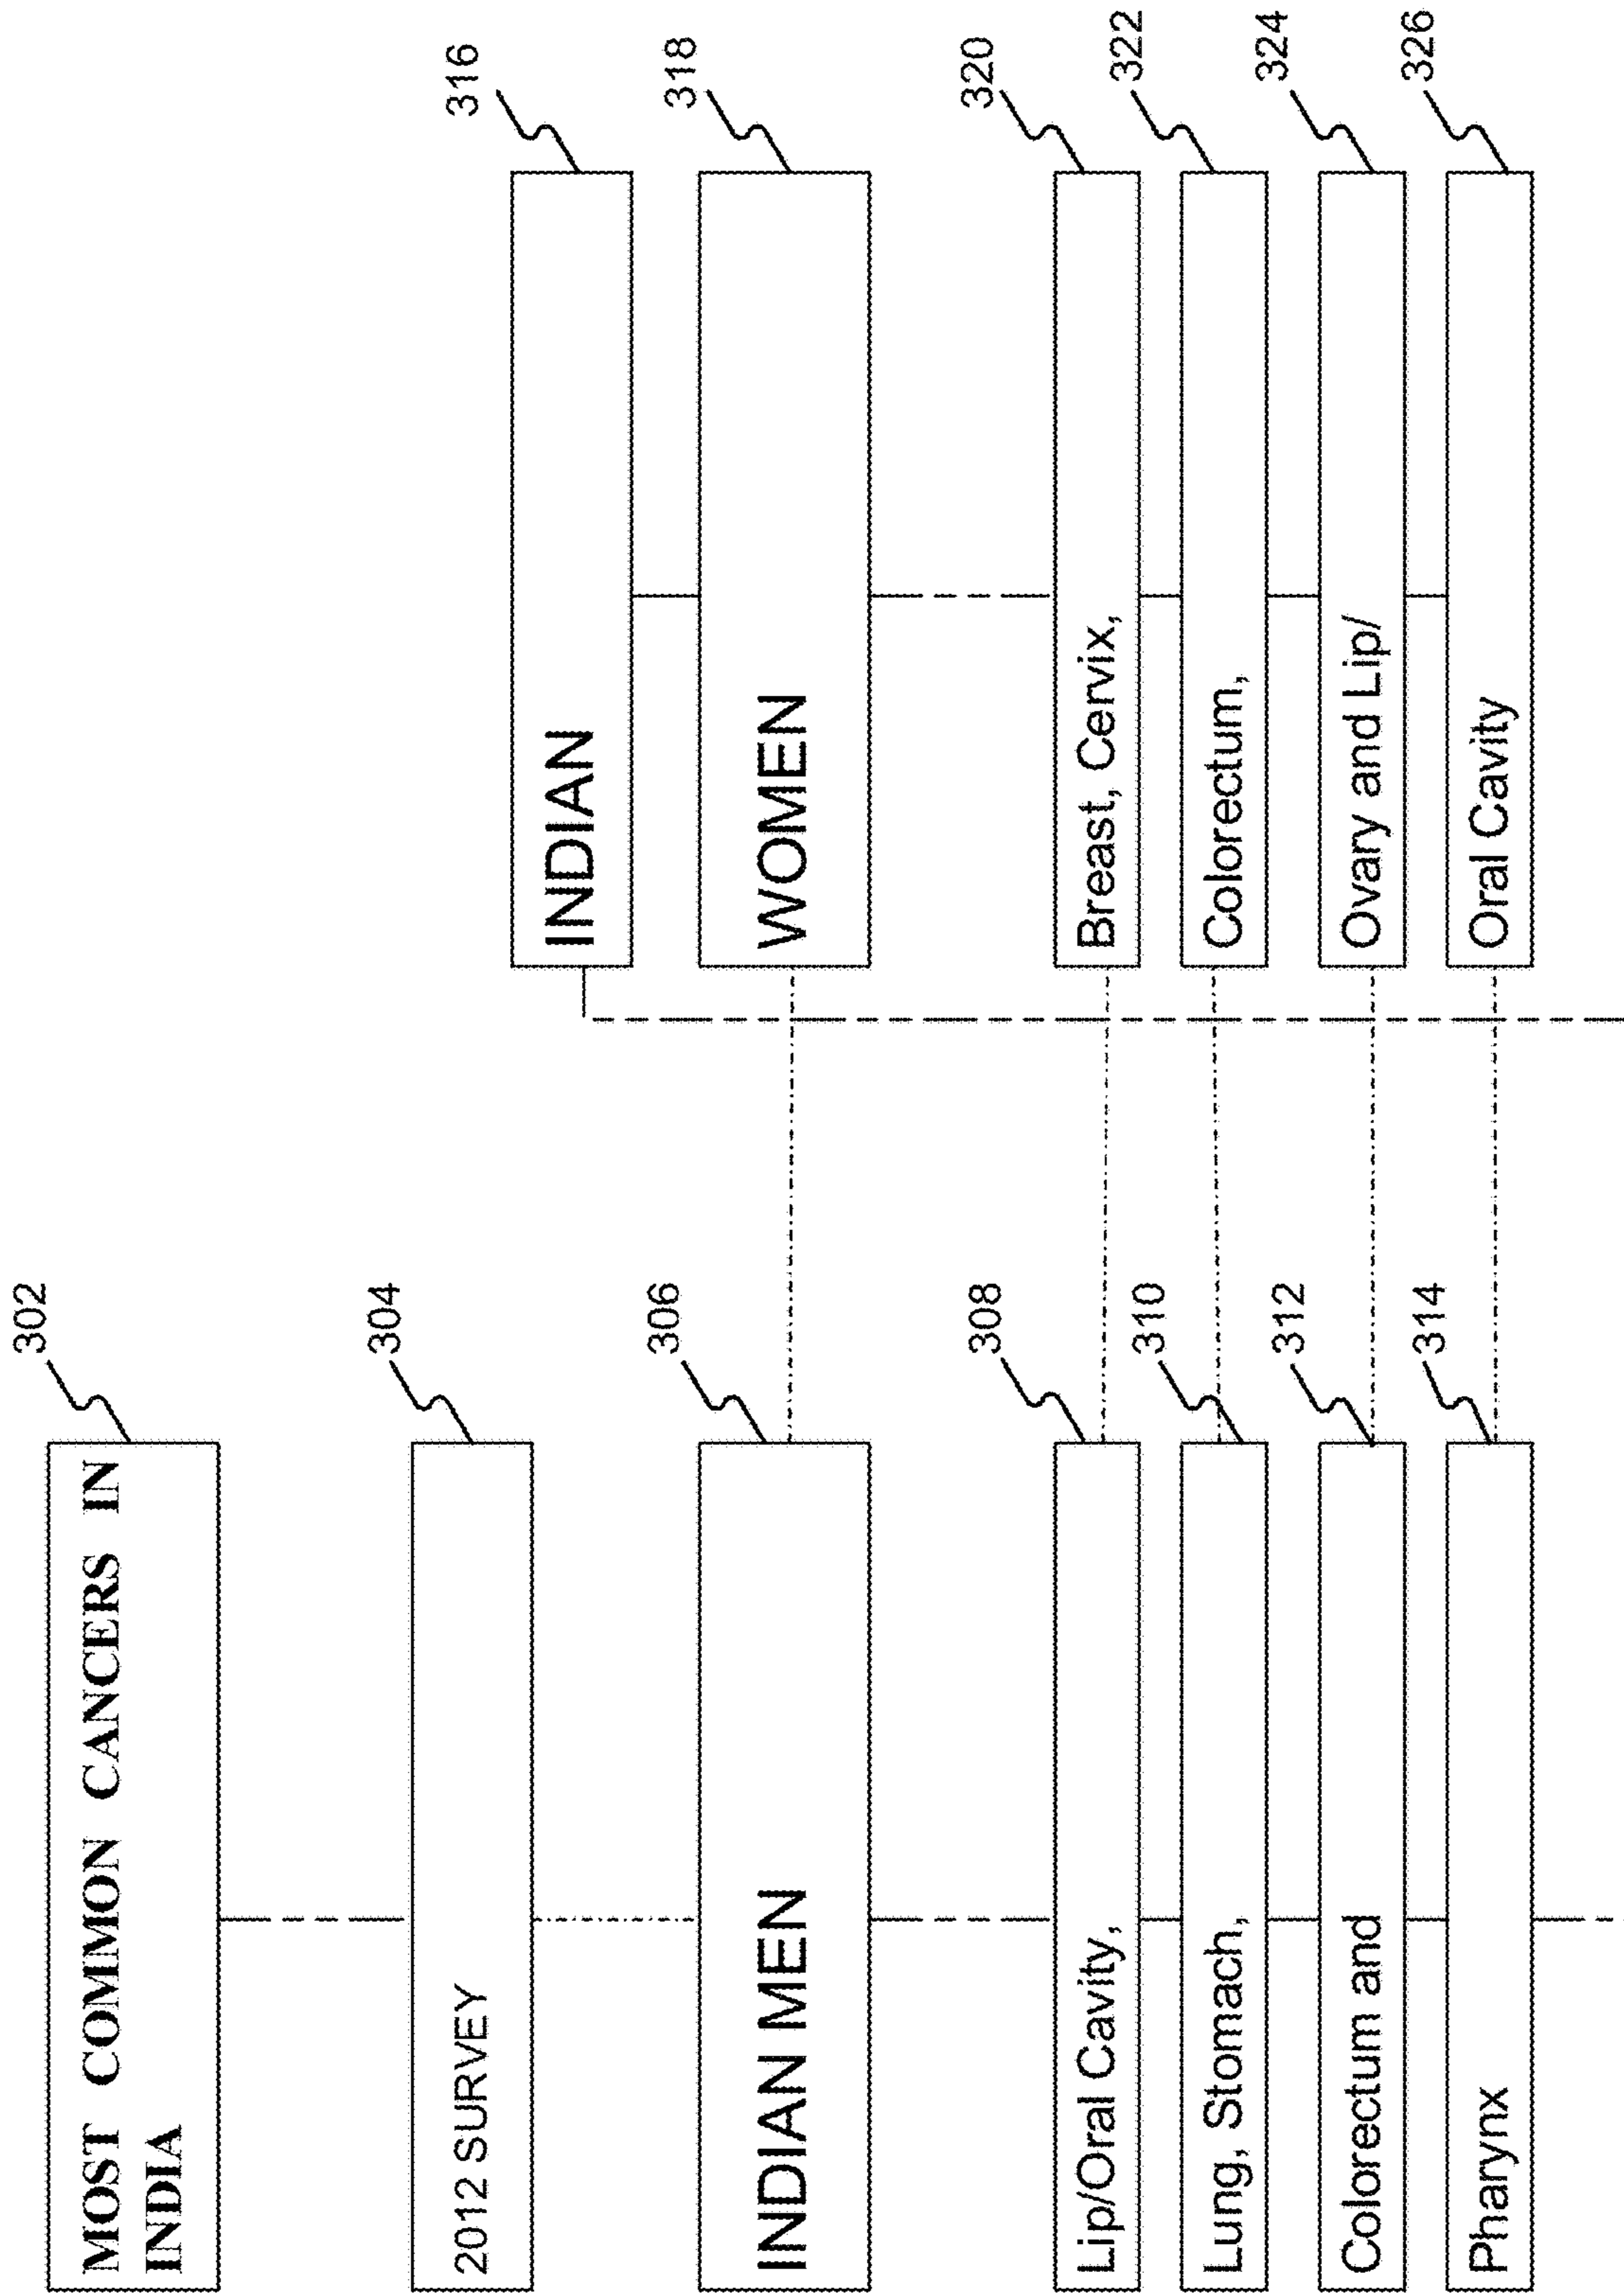 302
MOST COMMON CANCERS IN
INDIA
304
2012 SURVEY
316
INDIAN
306
INDIAN MEN
318
WOMEN
308
Lip/Oral Cavity,
320
Breast, Cervix,
310
Lung, Stomach,
322
Colorectum,
312
Colorectum and
324
Ovary and Lip/
314
Pharynx
326
Oral Cavity